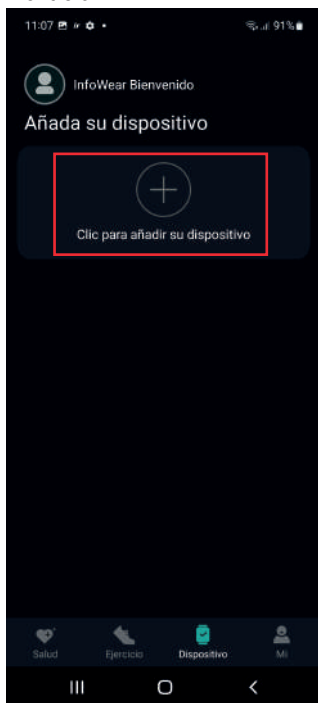 11:07
91%
InfoWear Bienvenido
Añada su dispositivo
Clic para añadir su dispositivo
Salud Ejercicio Dispositivo Mi